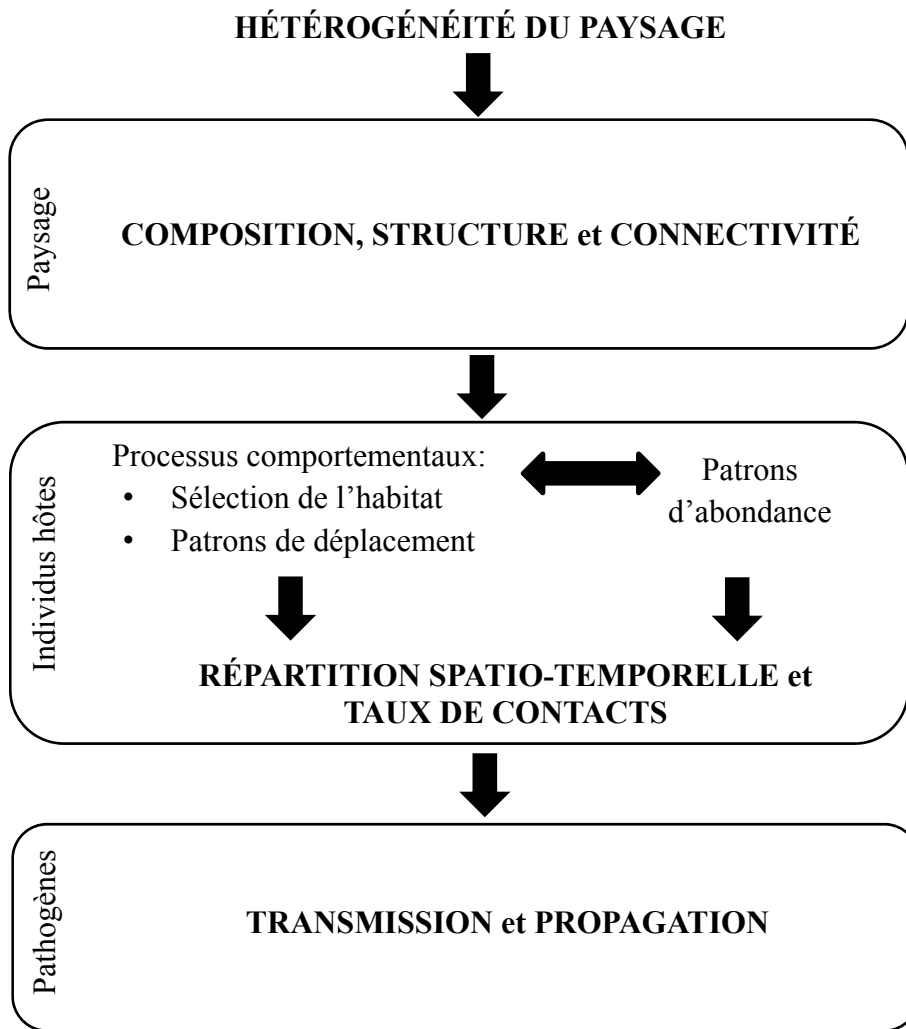 HÉTÉROGÉNÉITÉ DU PAYSAGE
Paysage
COMPOSITION, STRUCTURE et CONNECTIVITÉ
Individus hôtes
Processus comportementaux:
• Sélection de l’habitat
• Patrons de déplacement
Patrons
d’abondance
RÉPARTITION SPATIO-TEMPORELLE et
TAUX DE CONTACTS
Pathogènes
TRANSMISSION et PROPAGATION